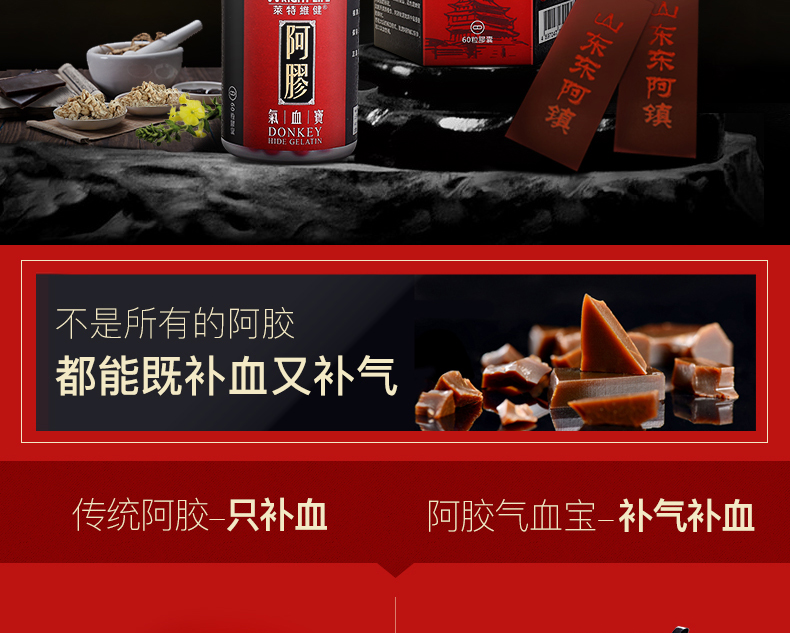 萊特維健®
阿膠
氣|血|寶
DONKEY
HIDE GELATIN
60粒膠囊
山东东阿镇
山东东阿镇
不是所有的阿胶
都能既补血又补气
传统阿胶–只补血
阿胶气血宝–补气补血